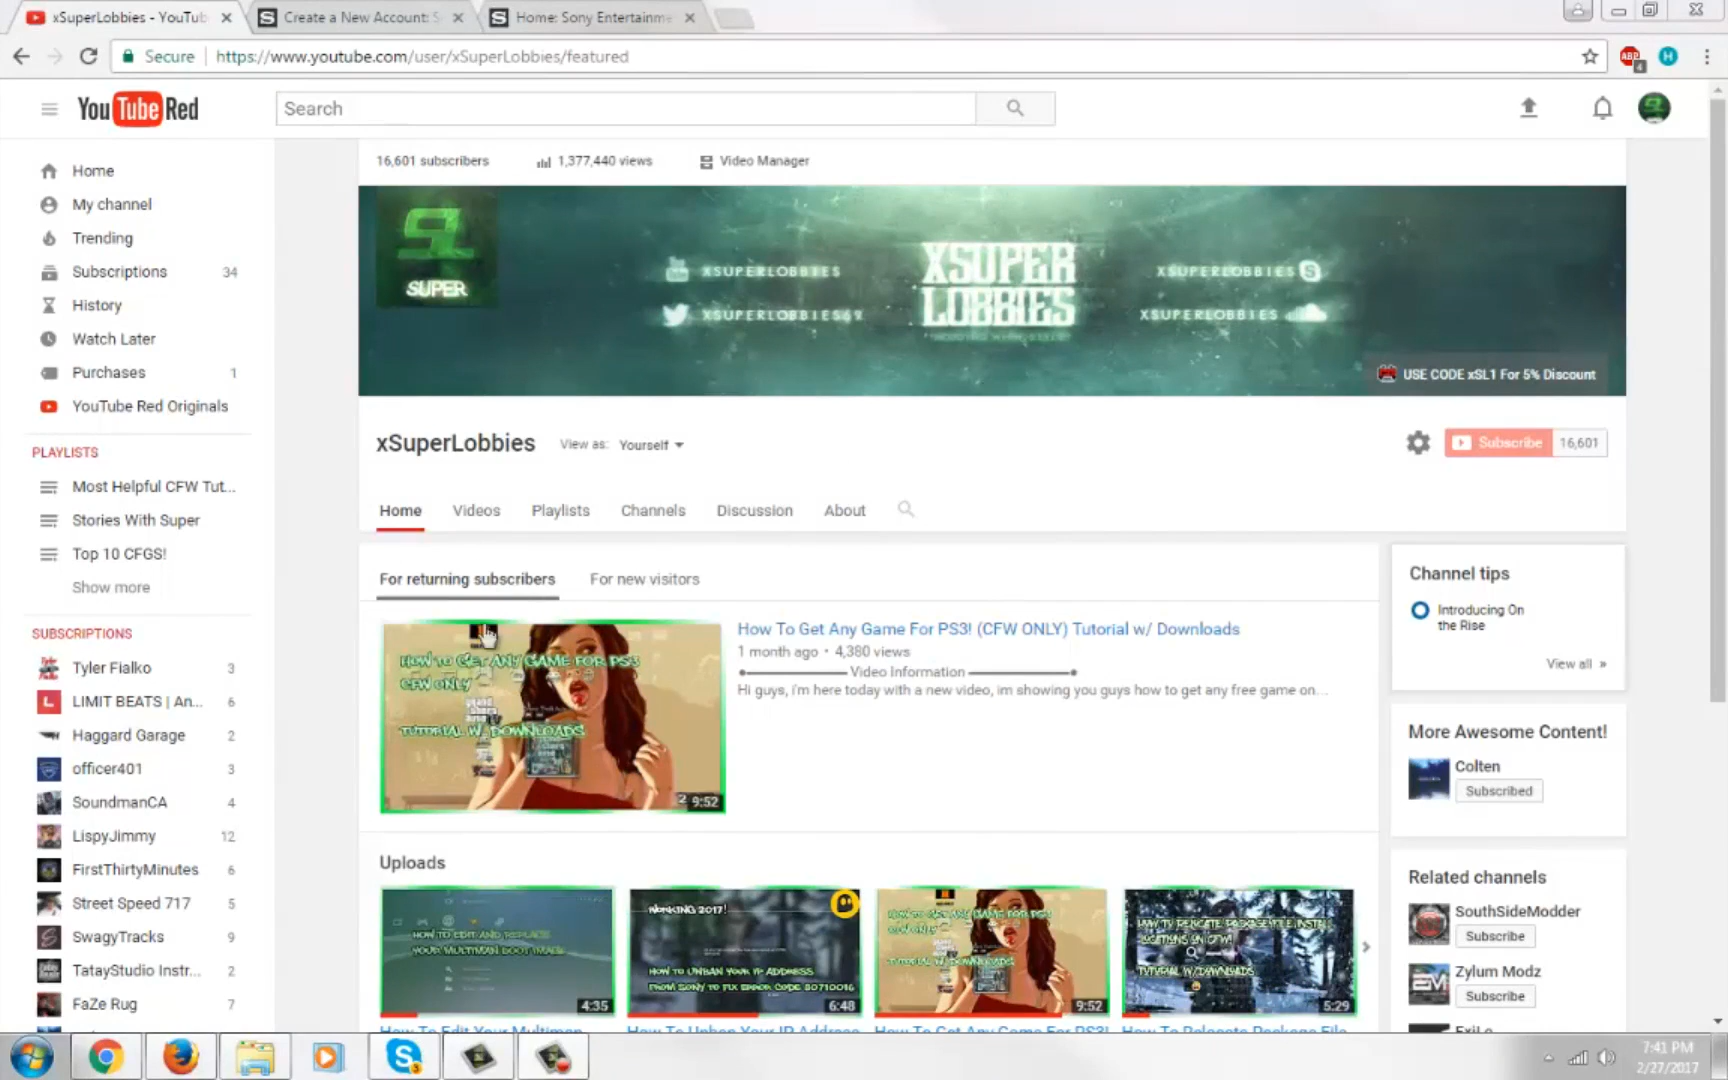 xSuperLobbies - YouTub
Create a New Account: S
Home: Sony Entertainme
Secure
https://www.youtube.com/user/xSuperLobbies/featured
ABP
4
H
YouTube Red
Search
16,601 subscribers
1,377,440 views
Video Manager
Home
My channel
Trending
Subscriptions 34
History
Watch Later
Purchases 1
YouTube Red Originals
PLAYLISTS
Most Helpful CFW Tut...
Stories With Super
Top 10 CFGS!
Show more
SUBSCRIPTIONS
Tyler Fialko 3
LIMIT BEATS | An... 6
Haggard Garage 2
officer401 3
SoundmanCA 4
LispyJimmy 12
FirstThirtyMinutes 6
Street Speed 717 5
SwagyTracks 9
TatayStudio Instr... 2
FaZe Rug 7
SL
SUPER
XSUPERLOBBIES
XSUPERLOBBIES69
XSUPER
LOBBIES
XSUPERLOBBIES
XSUPERLOBBIES
USE CODE xSL1 For 5% Discount
xSuperLobbies
View as: Yourself
Subscribe 16,601
Home
Videos
Playlists
Channels
Discussion
About
For returning subscribers
For new visitors
HOW TO GET ANY GAME FOR PS3
CFW ONLY
TUTORIAL W/ DOWNLOADS
9:52
How To Get Any Game For PS3! (CFW ONLY) Tutorial w/ Downloads
1 month ago • 4,380 views
Video Information
Hi guys, i'm here today with a new video, im showing you guys how to get any free game on...
Uploads
HOW TO EDIT AND REPLACE
YOUR MULTIMAN BOOT IMAGE
4:35
How To Edit Your Multiman
WORKING 2017!
HOW TO UNBAN YOUR IP ADDRESS
FROM SONY TO FIX ERROR CODE 80710016
6:48
How To Unban Your IP Address
HOW TO GET ANY GAME FOR PS3
CFW ONLY
TUTORIAL W/ DOWNLOADS
9:52
How To Get Any Game For PS3!
HOW TO RELOCATE PACKAGE FILE INSTALL
LOCATIONS ON CFW!
TUTORIAL W/DOWNLOADS
5:29
How To Relocate Package File
Channel tips
Introducing On
the Rise
View all »
More Awesome Content!
Colten
Subscribed
Related channels
SouthSideModder
Subscribe
Zylum Modz
Subscribe
7:41 PM
2/27/2017